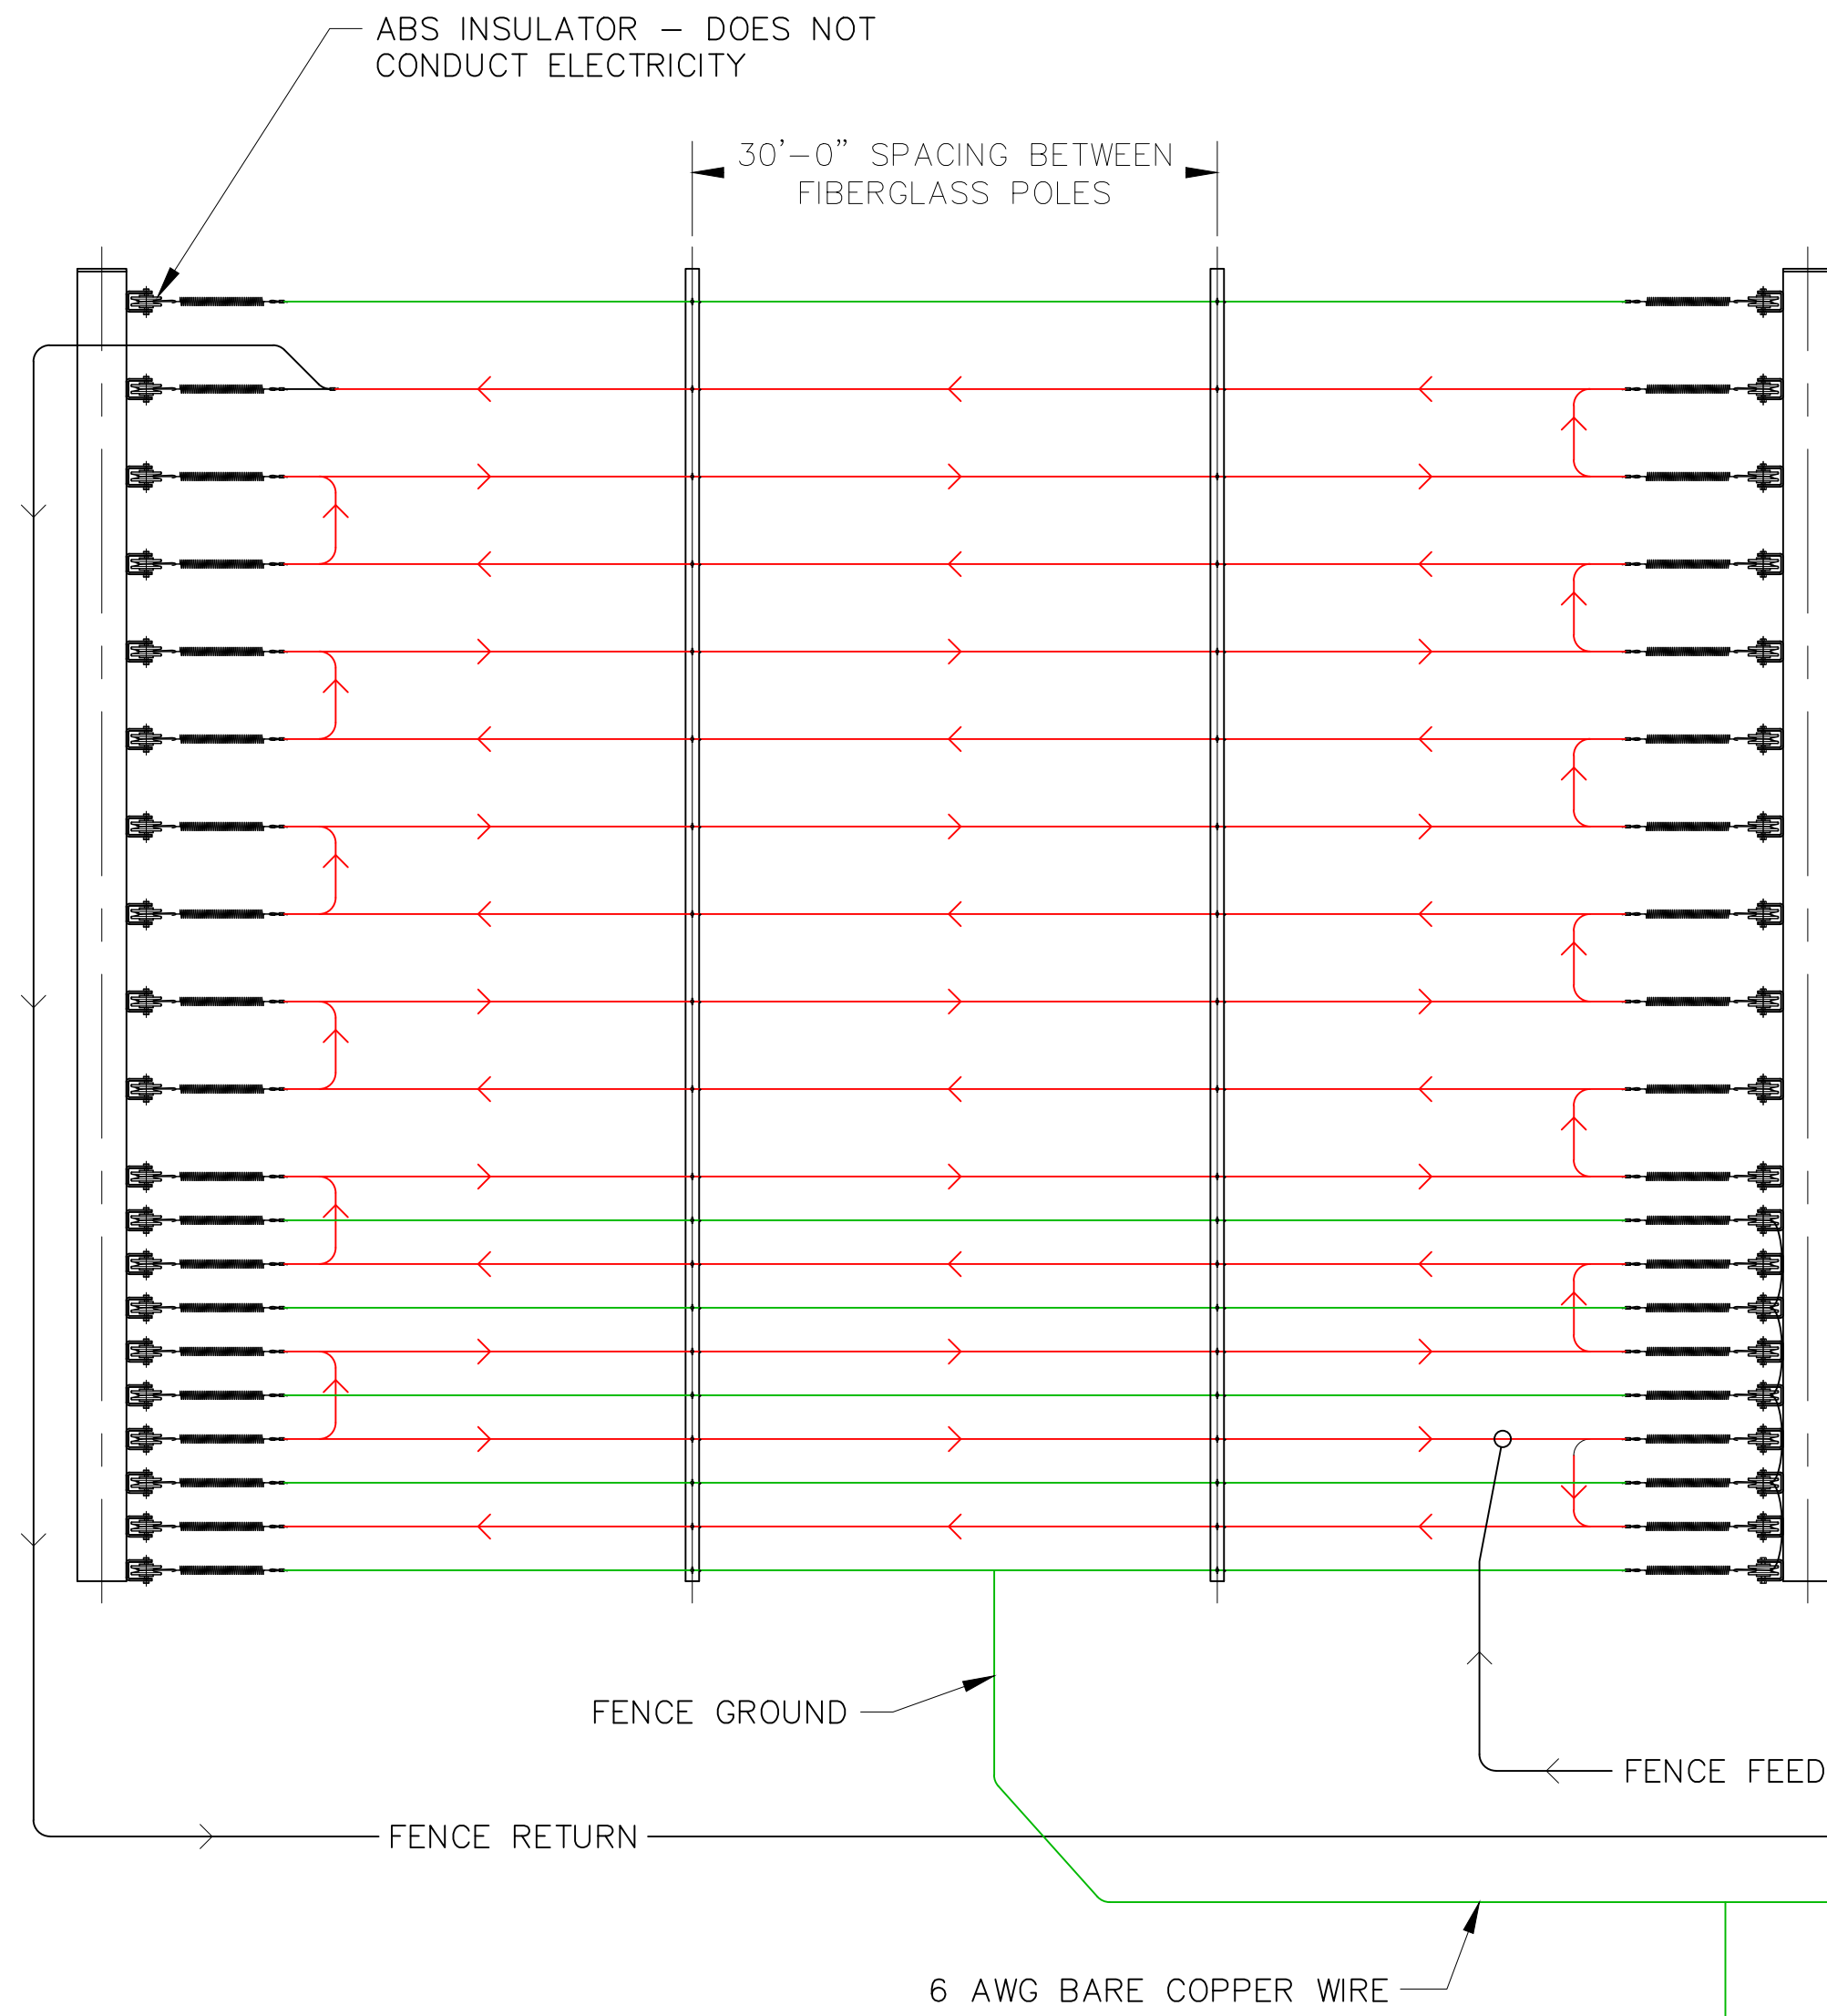 ABS INSULATOR – DOES NOT
CONDUCT ELECTRICITY
30'–0" SPACING BETWEEN
FIBERGLASS POLES
FENCE GROUND
FENCE FEED
FENCE RETURN
6 AWG BARE COPPER WIRE